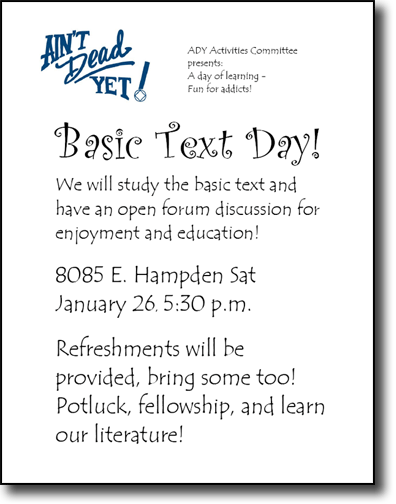 AIN'T
Dead
YET!
ADY Activities Committee
presents:
A day of learning –
Fun for addicts!
Basic Text Day!
We will study the basic text and
have an open forum discussion for
enjoyment and education!
8085 E. Hampden Sat
January 26, 5:30 p.m.
Refreshments will be
provided, bring some too!
Potluck, fellowship, and learn
our literature!